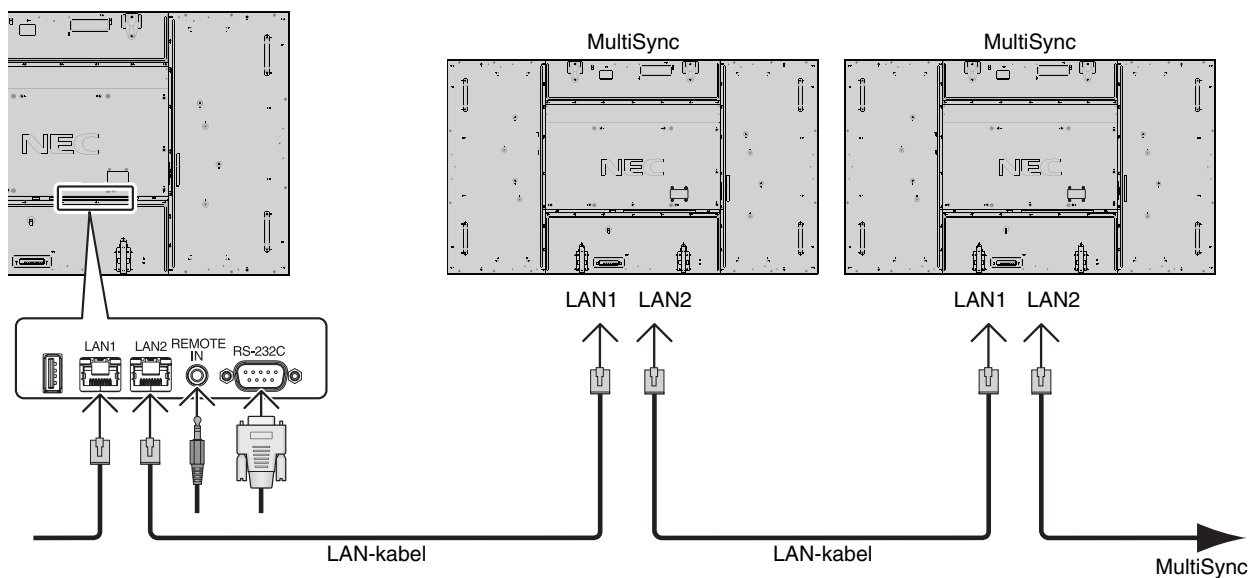 MultiSync
MultiSync
NEC
NEC
NEC
LAN1 LAN2
LAN1 LAN2
LAN1
LAN2
REMOTE
IN
RS-232C
LAN-kabel
LAN-kabel
MultiSync